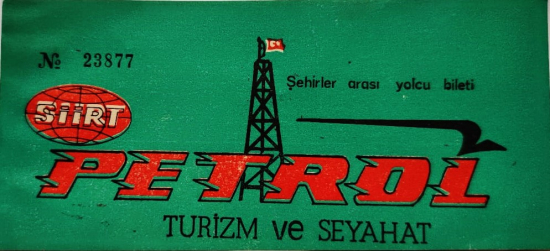 № 23877
Şehirler arası yolcu bileti
SİİRT
PETROL
TURİZM ve SEYAHAT